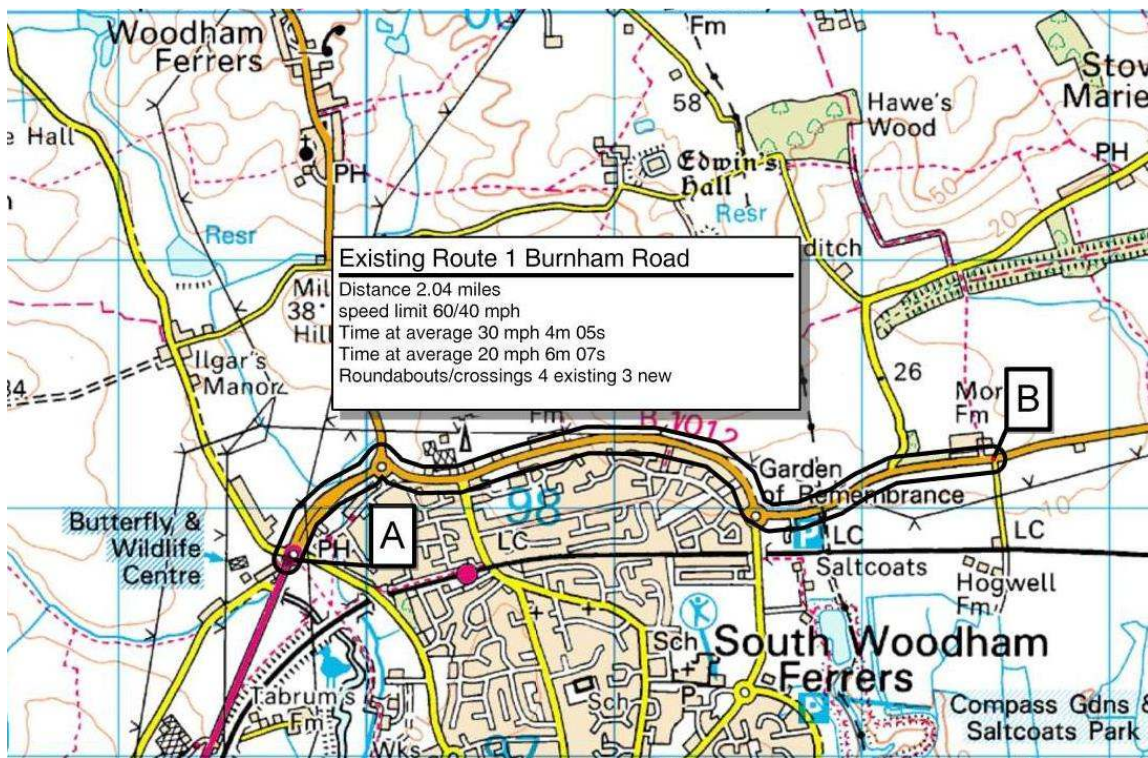 Woodham
Ferrers
Fm
58
Hawe's
Wood
Stow
Marie
e Hall
PH
Edwin's
Hall
PH
50
20
Resr
Resr
ditch
Existing Route 1 Burnham Road
Distance 2.04 miles
speed limit 60/40 mph
Time at average 30 mph 4m 05s
Time at average 20 mph 6m 07s
Roundabouts/crossings 4 existing 3 new
Mil
38
Hill
Ilgar's
Manor
34
26
Mor
Fm
B
Fm
B 1012
Garden
of Remembrance
10
98
Butterfly &
Wildlife
Centre
PH
A
LC
P
LC
LC
Saltcoats
Hogwell
Fm
Sch
South Woodham
Ferrers
Tabrum's
Fm
Sch
P
P
Compass Gdns &
Saltcoats Park
Wks
97